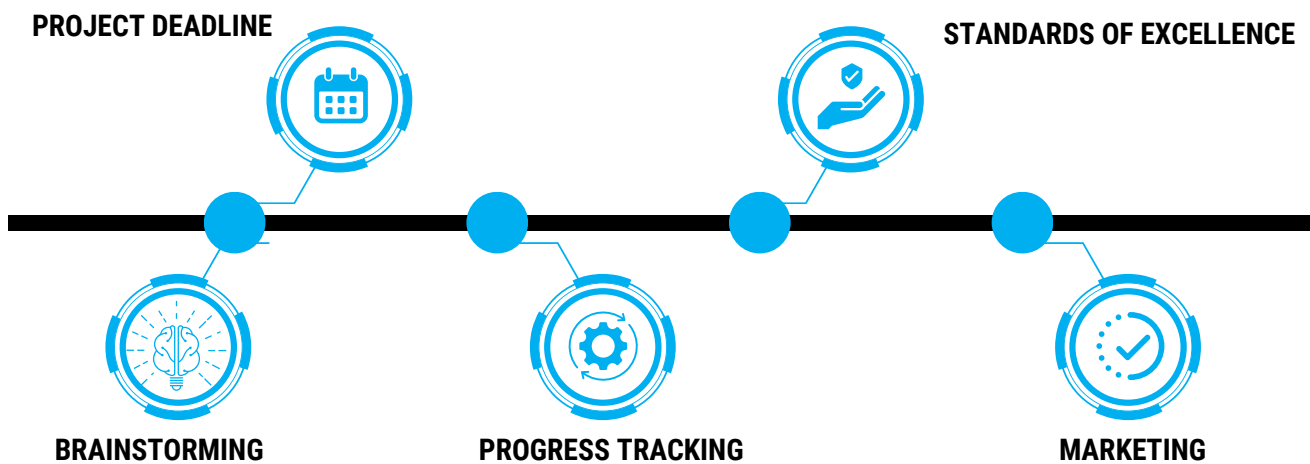 PROJECT DEADLINE
STANDARDS OF EXCELLENCE
BRAINSTORMING
PROGRESS TRACKING
MARKETING